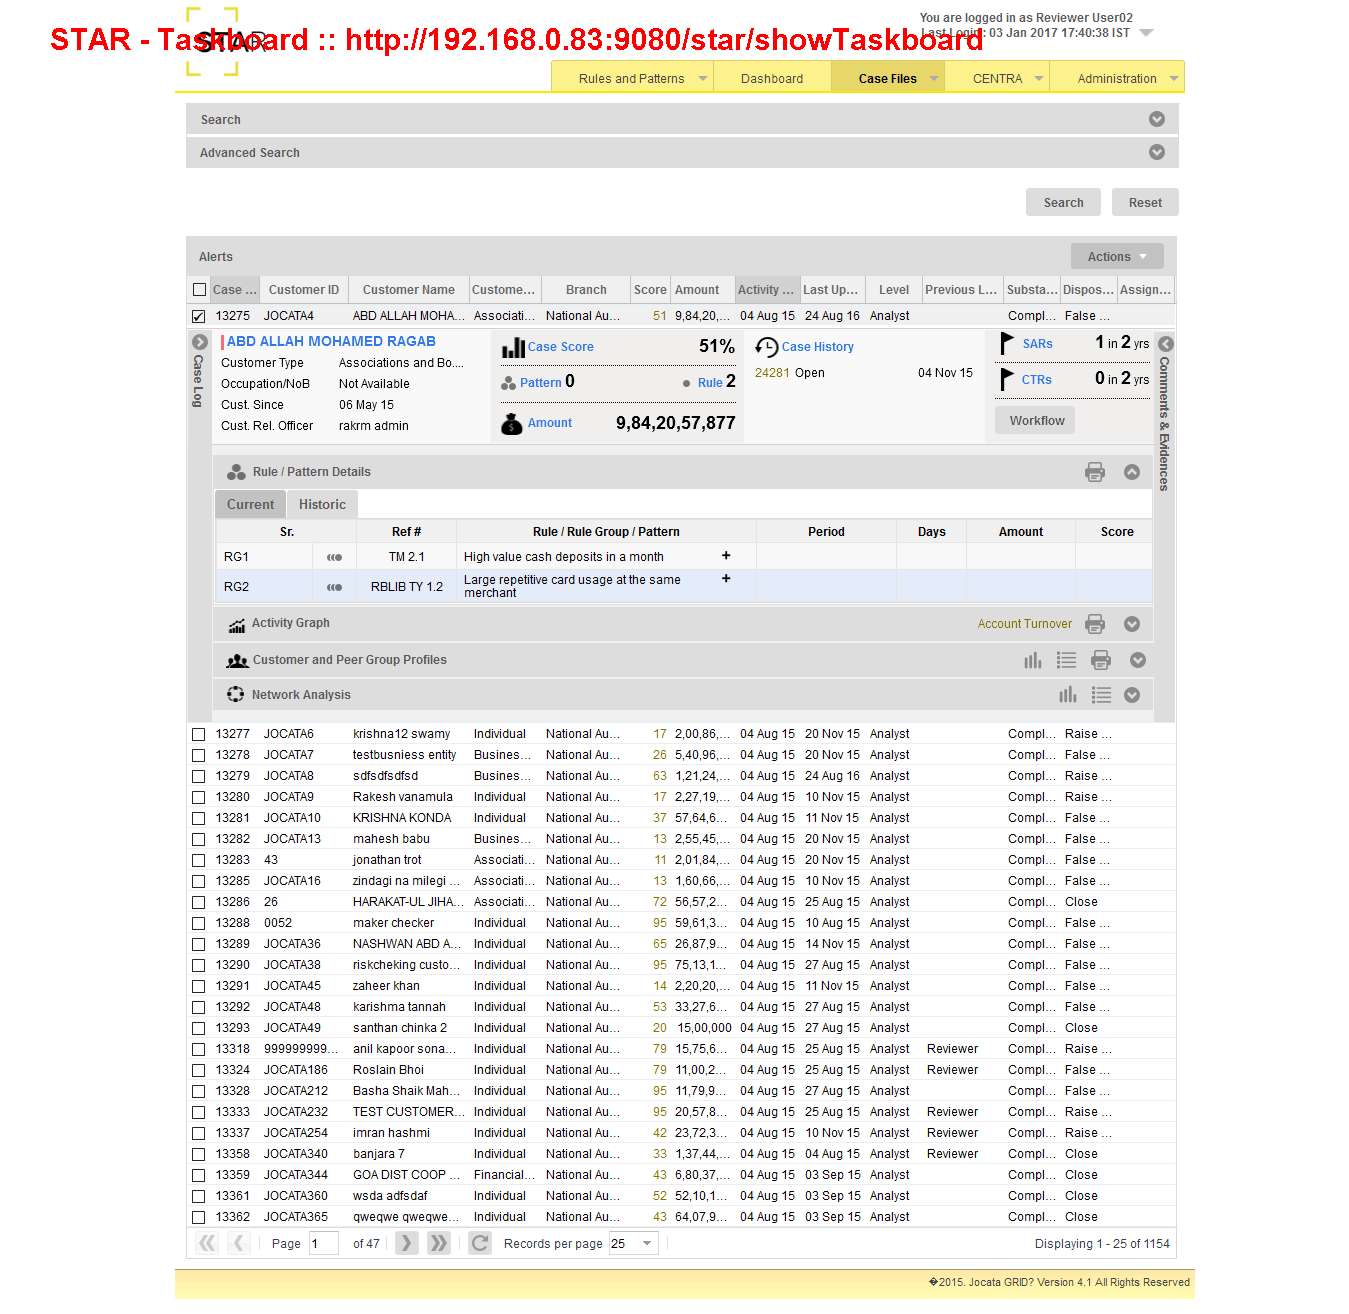 You are logged in as Reviewer User02
Last Login : 03 Jan 2017 17:40:38 IST
STAR
STAR - Taskboard :: http://192.168.0.83:9080/star/showTaskboard
Rules and Patterns Dashboard Case Files CENTRA Administration
Search
Advanced Search
Search Reset
Alerts Actions
Case ... Customer ID Customer Name Custome... Branch Score Amount Activity ... Last Up... Level Previous L... Substa... Dispos... Assign...
13275 JOCATA4 ABD ALLAH MOHA... Associati... National Au... 51 9,84,20,... 04 Aug 15 24 Aug 16 Analyst Compl... False ...
Case Log
ABD ALLAH MOHAMED RAGAB
Customer Type Associations and Bo....
Occupation/NoB Not Available
Cust. Since 06 May 15
Cust. Rel. Officer rakrm admin
Case Score 51%
Pattern 0 Rule 2
Amount 9,84,20,57,877
Case History
24281 Open 04 Nov 15
SARs 1 in 2 yrs
CTRs 0 in 2 yrs
Workflow
Comments & Evidences
Rule / Pattern Details
Current Historic
Sr. Ref # Rule / Rule Group / Pattern Period Days Amount Score
RG1 TM 2.1 High value cash deposits in a month +
RG2 RBLIB TY 1.2 Large repetitive card usage at the same +
merchant
Activity Graph Account Turnover
Customer and Peer Group Profiles
Network Analysis
13277 JOCATA6 krishna12 swamy Individual National Au... 17 2,00,86,... 04 Aug 15 20 Nov 15 Analyst Compl... Raise ...
13278 JOCATA7 testbusniess entity Busines... National Au... 26 5,40,96,... 04 Aug 15 20 Nov 15 Analyst Compl... False ...
13279 JOCATA8 sdfsdfsdfsd Busines... National Au... 63 1,21,24,... 04 Aug 15 24 Aug 16 Analyst Compl... Raise ...
13280 JOCATA9 Rakesh vanamula Individual National Au... 17 2,27,19,... 04 Aug 15 10 Nov 15 Analyst Compl... Raise ...
13281 JOCATA10 KRISHNA KONDA Individual National Au... 37 57,64,6... 04 Aug 15 11 Nov 15 Analyst Compl... False ...
13282 JOCATA13 mahesh babu Busines... National Au... 13 2,55,45,... 04 Aug 15 20 Nov 15 Analyst Compl... False ...
13283 43 jonathan trot Associati... National Au... 11 2,01,84,... 04 Aug 15 20 Nov 15 Analyst Compl... False ...
13285 JOCATA16 zindagi na milegi ... Associati... National Au... 13 1,60,66,... 04 Aug 15 10 Nov 15 Analyst Compl... False ...
13286 26 HARAKAT-UL JIHA... Associati... National Au... 72 56,57,2... 04 Aug 15 25 Aug 15 Analyst Compl... Close
13288 0052 maker checker Individual National Au... 95 59,61,3... 04 Aug 15 10 Aug 15 Analyst Compl... False ...
13289 JOCATA36 NASHWAN ABD A... Individual National Au... 65 26,87,9... 04 Aug 15 14 Nov 15 Analyst Compl... False ...
13290 JOCATA38 riskcheking custo... Individual National Au... 95 75,13,1... 04 Aug 15 27 Aug 15 Analyst Compl... False ...
13291 JOCATA45 zaheer khan Individual National Au... 14 2,20,20,... 04 Aug 15 11 Nov 15 Analyst Compl... False ...
13292 JOCATA48 karishma tannah Individual National Au... 53 33,27,6... 04 Aug 15 27 Aug 15 Analyst Compl... False ...
13293 JOCATA49 santhan chinka 2 Individual National Au... 20 15,00,000 04 Aug 15 27 Aug 15 Analyst Compl... Close
13318 999999999... anil kapoor sona... Individual National Au... 79 15,75,6... 04 Aug 15 25 Aug 15 Analyst Reviewer Compl... Raise ...
13324 JOCATA186 Roslain Bhoi Individual National Au... 79 11,00,2... 04 Aug 15 25 Aug 15 Analyst Reviewer Compl... False ...
13328 JOCATA212 Basha Shaik Mah... Individual National Au... 95 11,79,9... 04 Aug 15 27 Aug 15 Analyst Compl... False ...
13333 JOCATA232 TEST CUSTOMER... Individual National Au... 95 20,57,8... 04 Aug 15 25 Aug 15 Analyst Reviewer Compl... Raise ...
13337 JOCATA254 imran hashmi Individual National Au... 42 23,72,3... 04 Aug 15 10 Nov 15 Analyst Reviewer Compl... Raise ...
13358 JOCATA340 banjara 7 Individual National Au... 33 1,37,44,... 04 Aug 15 04 Aug 15 Analyst Reviewer Compl... Close
13359 JOCATA344 GOA DIST COOP ... Financial... National Au... 43 6,80,37,... 04 Aug 15 03 Sep 15 Analyst Compl... Close
13361 JOCATA360 wsda adfsdaf Individual National Au... 52 52,10,1... 04 Aug 15 03 Sep 15 Analyst Compl... Close
13362 JOCATA365 qweqwe qweqwe... Individual National Au... 43 64,07,9... 04 Aug 15 03 Sep 15 Analyst Compl... Close
Page 1 of 47 Records per page 25 Displaying 1 - 25 of 1154
�2015. Jocata GRID? Version 4.1 All Rights Reserved